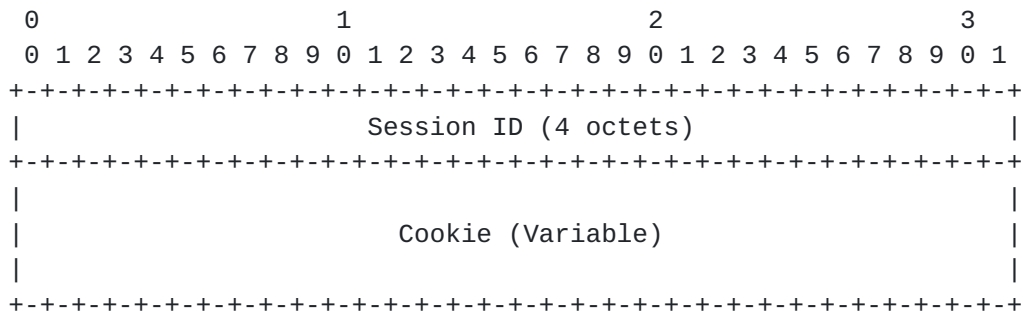 0                   1                   2                   3
 0 1 2 3 4 5 6 7 8 9 0 1 2 3 4 5 6 7 8 9 0 1 2 3 4 5 6 7 8 9 0 1
+-+-+-+-+-+-+-+-+-+-+-+-+-+-+-+-+-+-+-+-+-+-+-+-+-+-+-+-+-+-+-+-+
|                      Session ID (4 octets)                    |
+-+-+-+-+-+-+-+-+-+-+-+-+-+-+-+-+-+-+-+-+-+-+-+-+-+-+-+-+-+-+-+-+
|                                                               |
|                        Cookie (Variable)                      |
|                                                               |
+-+-+-+-+-+-+-+-+-+-+-+-+-+-+-+-+-+-+-+-+-+-+-+-+-+-+-+-+-+-+-+-+